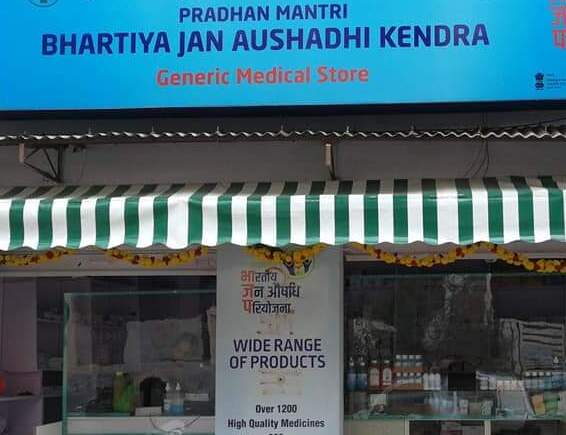 PRADHAN MANTRI
BHARTIYA JAN AUSHADHI KENDRA
Generic Medical Store
भारतीय
जन औषधि
परियोजना
WIDE RANGE
OF PRODUCTS
Over 1200
High Quality Medicines